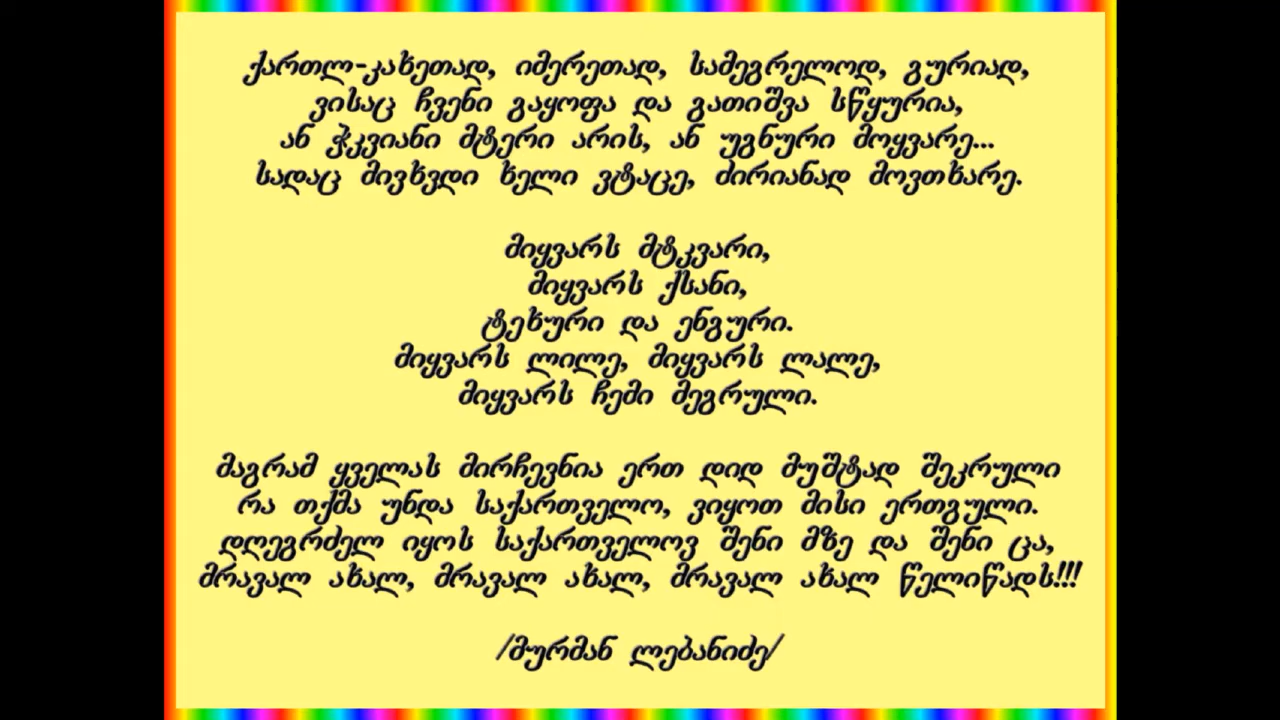 ქართლ-კახეთად, იმერეთად, სამეგრელოდ, გურიად,
ვისაც ჩვენი გაყოფა და გათიშვა სწყურია,
ან ჭკვიანი მტერი არის, ან უგნური მოყვარე...
სადაც მივხვდი ხელი ვტაცე, ძირიანად მოვთხარე.
მიყვარს მტკვარი,
მიყვარს ქსანი,
ტეხური და ენგური.
მიყვარს ლილე, მიყვარს ლალე,
მიყვარს ჩემი მეგრული.
მაგრამ ყველას მირჩევნია ერთ დიდ მუშტად შეკრული
რა თქმა უნდა საქართველო, ვიყოთ მისი ერთგული.
დღეგრძელ იყოს საქართველოვ შენი მზე და შენი ცა,
მრავალ ახალ, მრავალ ახალ, მრავალ ახალ წელიწადს!!!
/მურმან ლებანიძე/